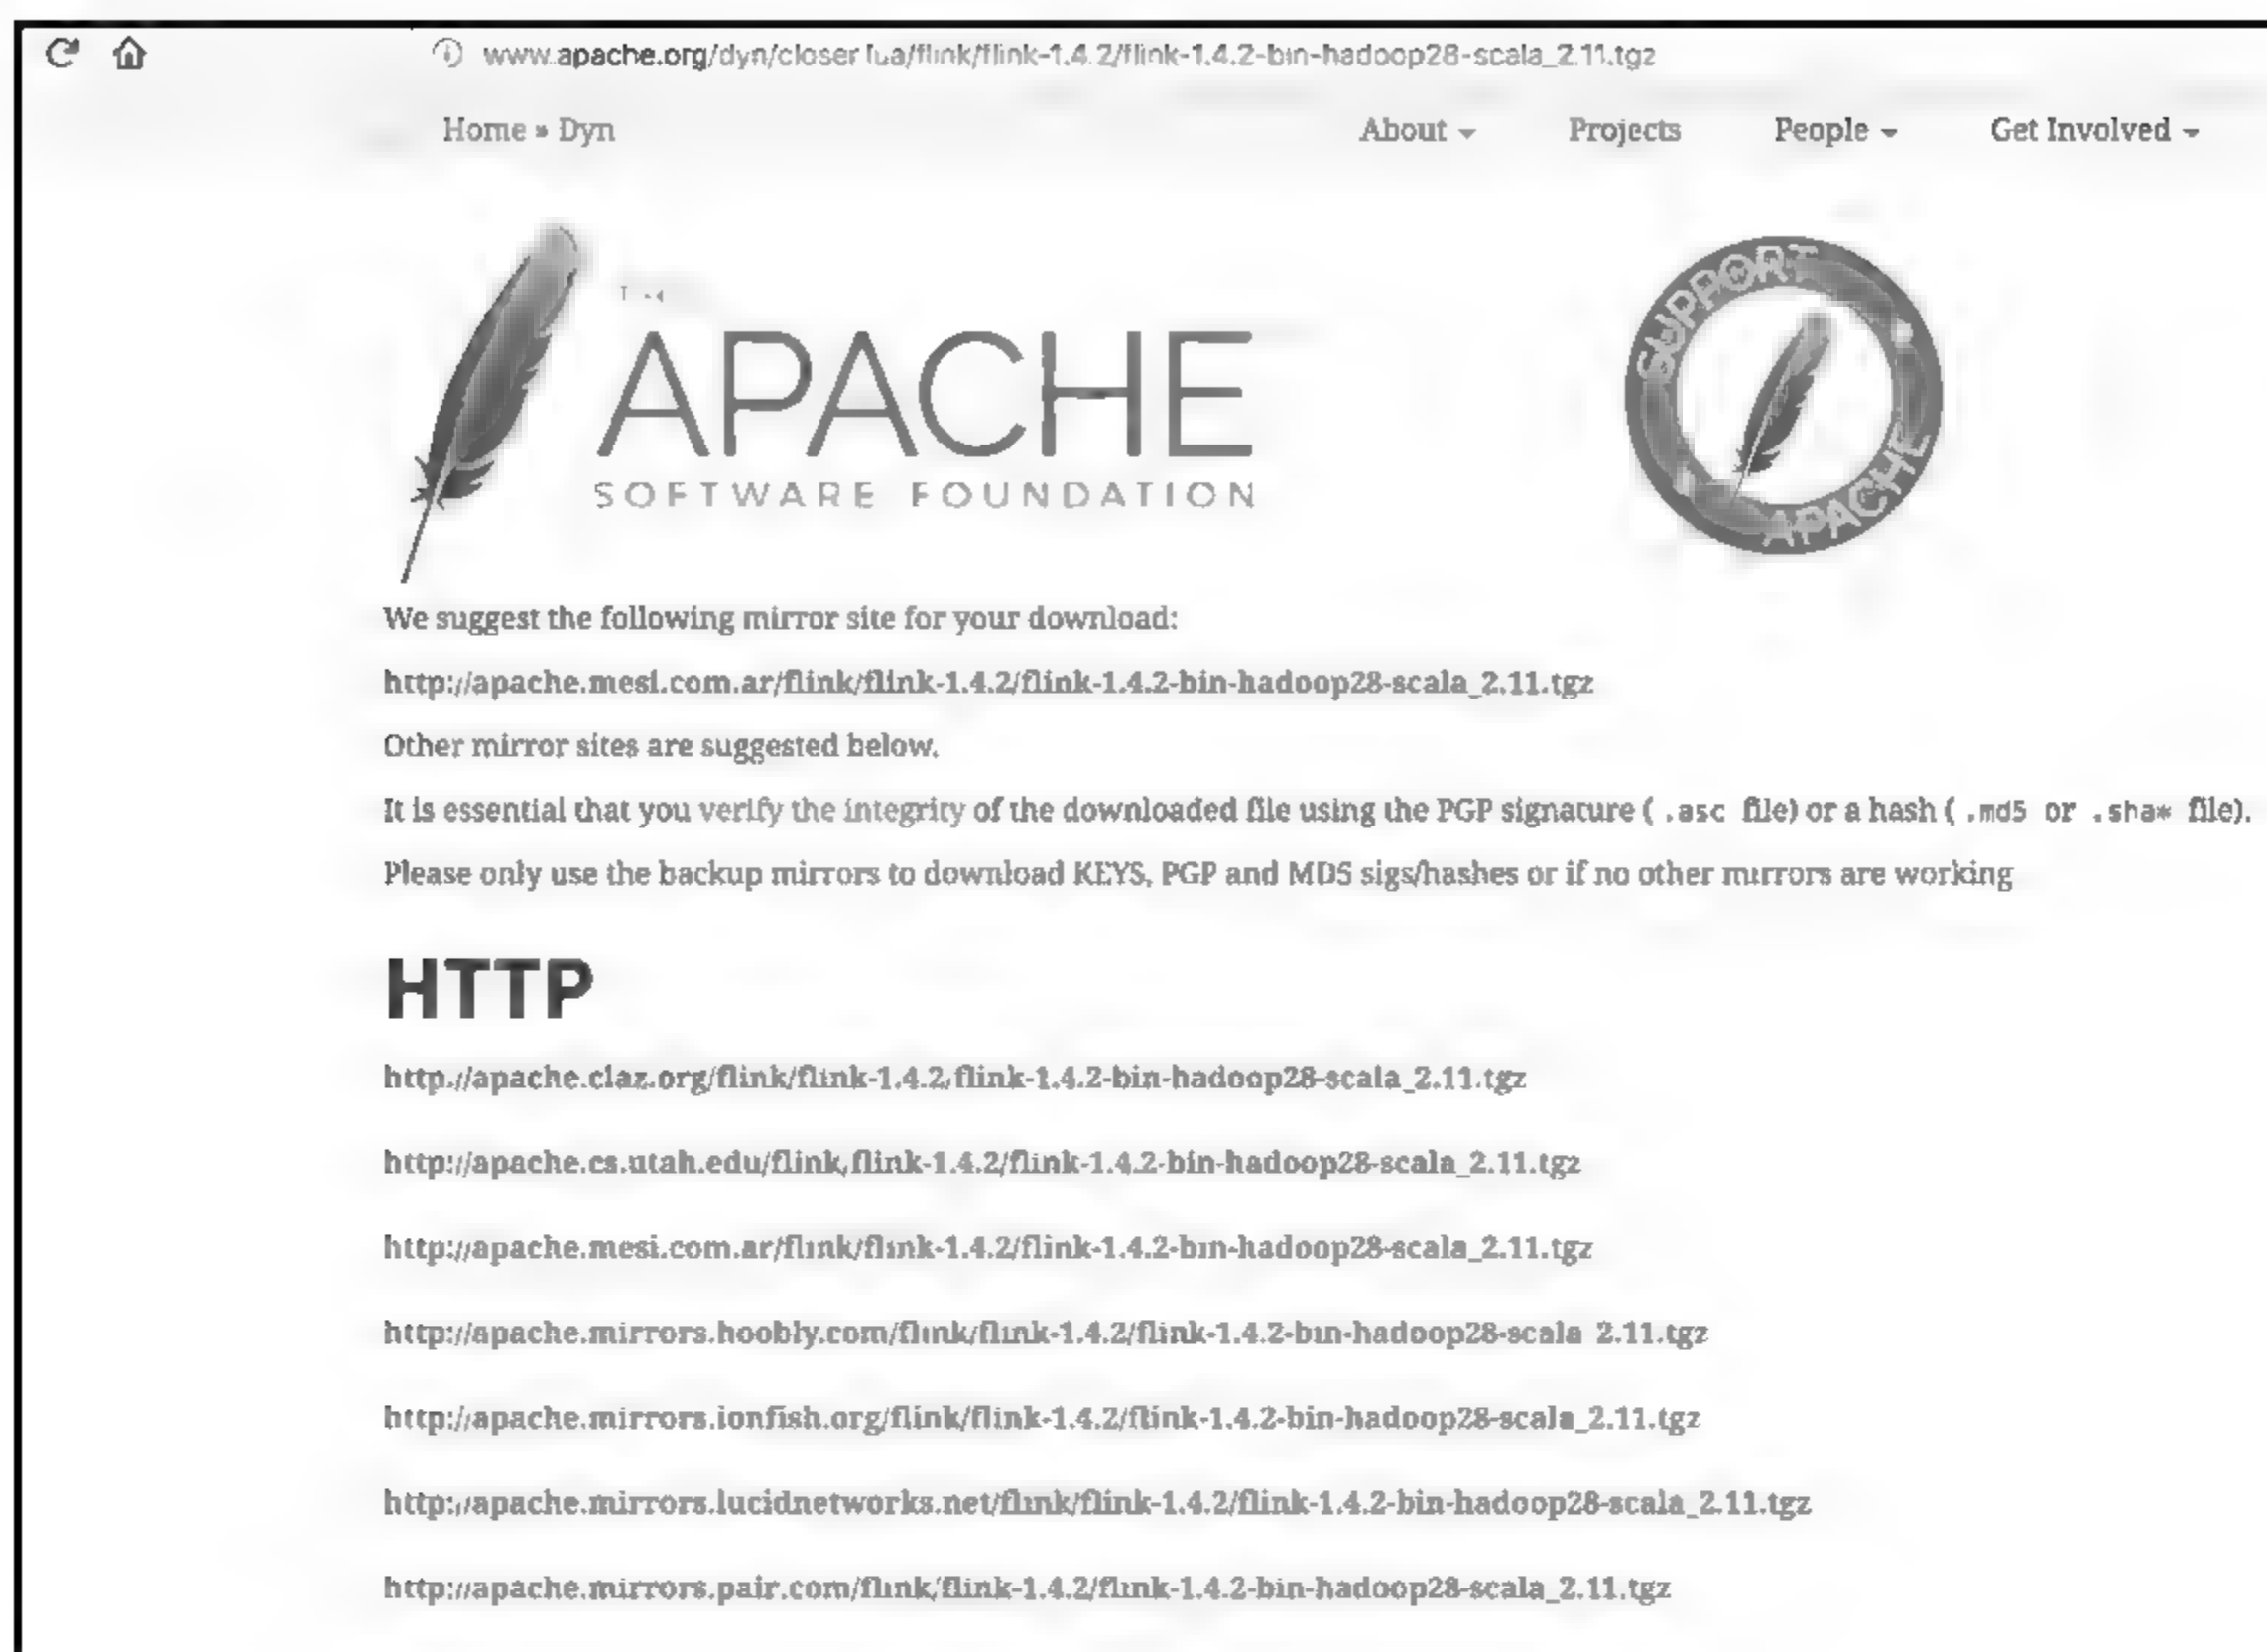 www.apache.org/dyn/closer.lua/flink/flink-1.4.2/flink-1.4.2-bin-hadoop28-scala_2.11.tgz
Home » Dyn About Projects People Get Involved
APACHE
SOFTWARE FOUNDATION
SUPPORT
APACHE
We suggest the following mirror site for your download:
http://apache.mesi.com.ar/flink/flink-1.4.2/flink-1.4.2-bin-hadoop28-scala_2.11.tgz
Other mirror sites are suggested below.
It is essential that you verify the integrity of the downloaded file using the PGP signature ( .asc file) or a hash ( .md5 or .sha* file).
Please only use the backup mirrors to download KEYS, PGP and MD5 sigs/hashes or if no other mirrors are working
HTTP
http://apache.claz.org/flink/flink-1.4.2/flink-1.4.2-bin-hadoop28-scala_2.11.tgz
http://apache.cs.utah.edu/flink/flink-1.4.2/flink-1.4.2-bin-hadoop28-scala_2.11.tgz
http://apache.mesi.com.ar/flink/flink-1.4.2/flink-1.4.2-bin-hadoop28-scala_2.11.tgz
http://apache.mirrors.hoobly.com/flink/flink-1.4.2/flink-1.4.2-bin-hadoop28-scala_2.11.tgz
http://apache.mirrors.ionfish.org/flink/flink-1.4.2/flink-1.4.2-bin-hadoop28-scala_2.11.tgz
http://apache.mirrors.lucidnetworks.net/flink/flink-1.4.2/flink-1.4.2-bin-hadoop28-scala_2.11.tgz
http://apache.mirrors.pair.com/flink/flink-1.4.2/flink-1.4.2-bin-hadoop28-scala_2.11.tgz